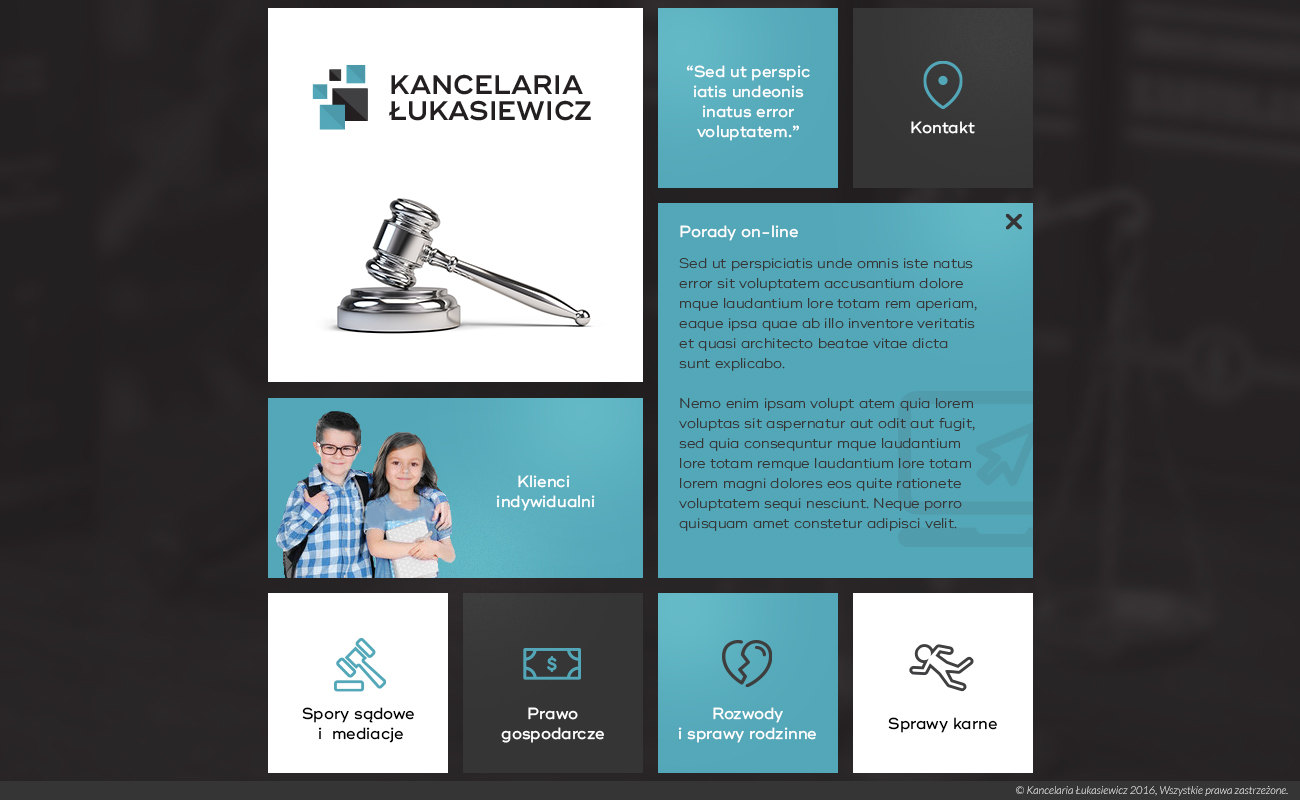 KANCELARIA
ŁUKASIEWICZ
“Sed ut perspic
iatis undeonis
inatus error
voluptatem.”
Kontakt
Porady on-line
Sed ut perspiciatis unde omnis iste natus
error sit voluptatem accusantium dolore
mque laudantium lore totam rem aperiam,
eaque ipsa quae ab illo inventore veritatis
et quasi architecto beatae vitae dicta
sunt explicabo.
Nemo enim ipsam volupt atem quia lorem
voluptas sit aspernatur aut odit aut fugit,
sed quia consequntur mque laudantium
lore totam remque laudantium lore totam
lorem magni dolores eos quite rationete
voluptatem sequi nesciunt. Neque porro
quisquam amet constetur adipisci velit.
Klienci
indywidualni
Spory sądowe
i mediacje
$
Prawo
gospodarcze
Rozwody
i sprawy rodzinne
Sprawy karne
© Kancelaria Łukasiewicz 2016, Wszystkie prawa zastrzeżone.